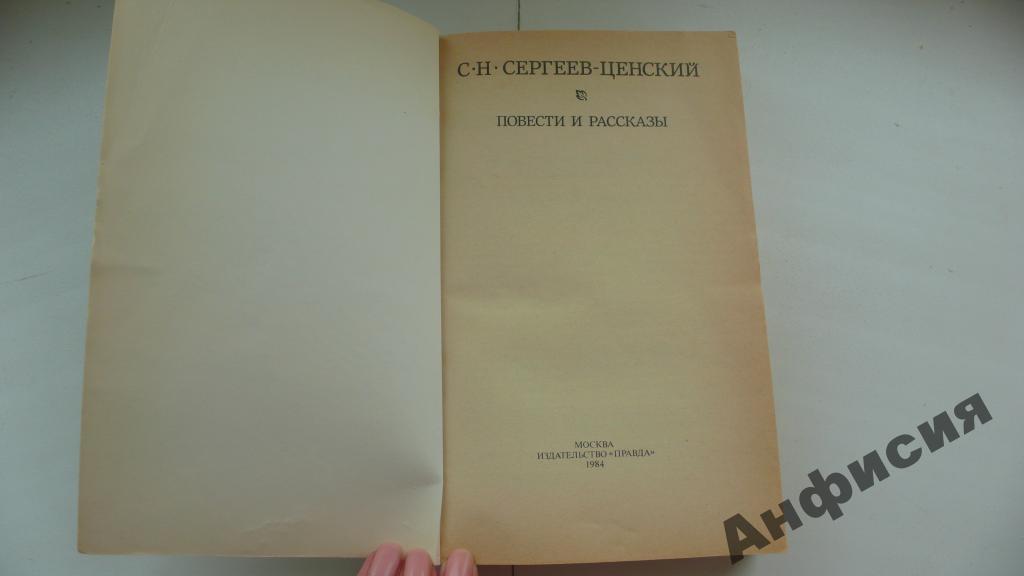 С·Н·СЕРГЕЕВ-ЦЕНСКИЙ
ПОВЕСТИ И РАССКАЗЫ
МОСКВА
ИЗДАТЕЛЬСТВО «ПРАВДА»
1984
Анфисия